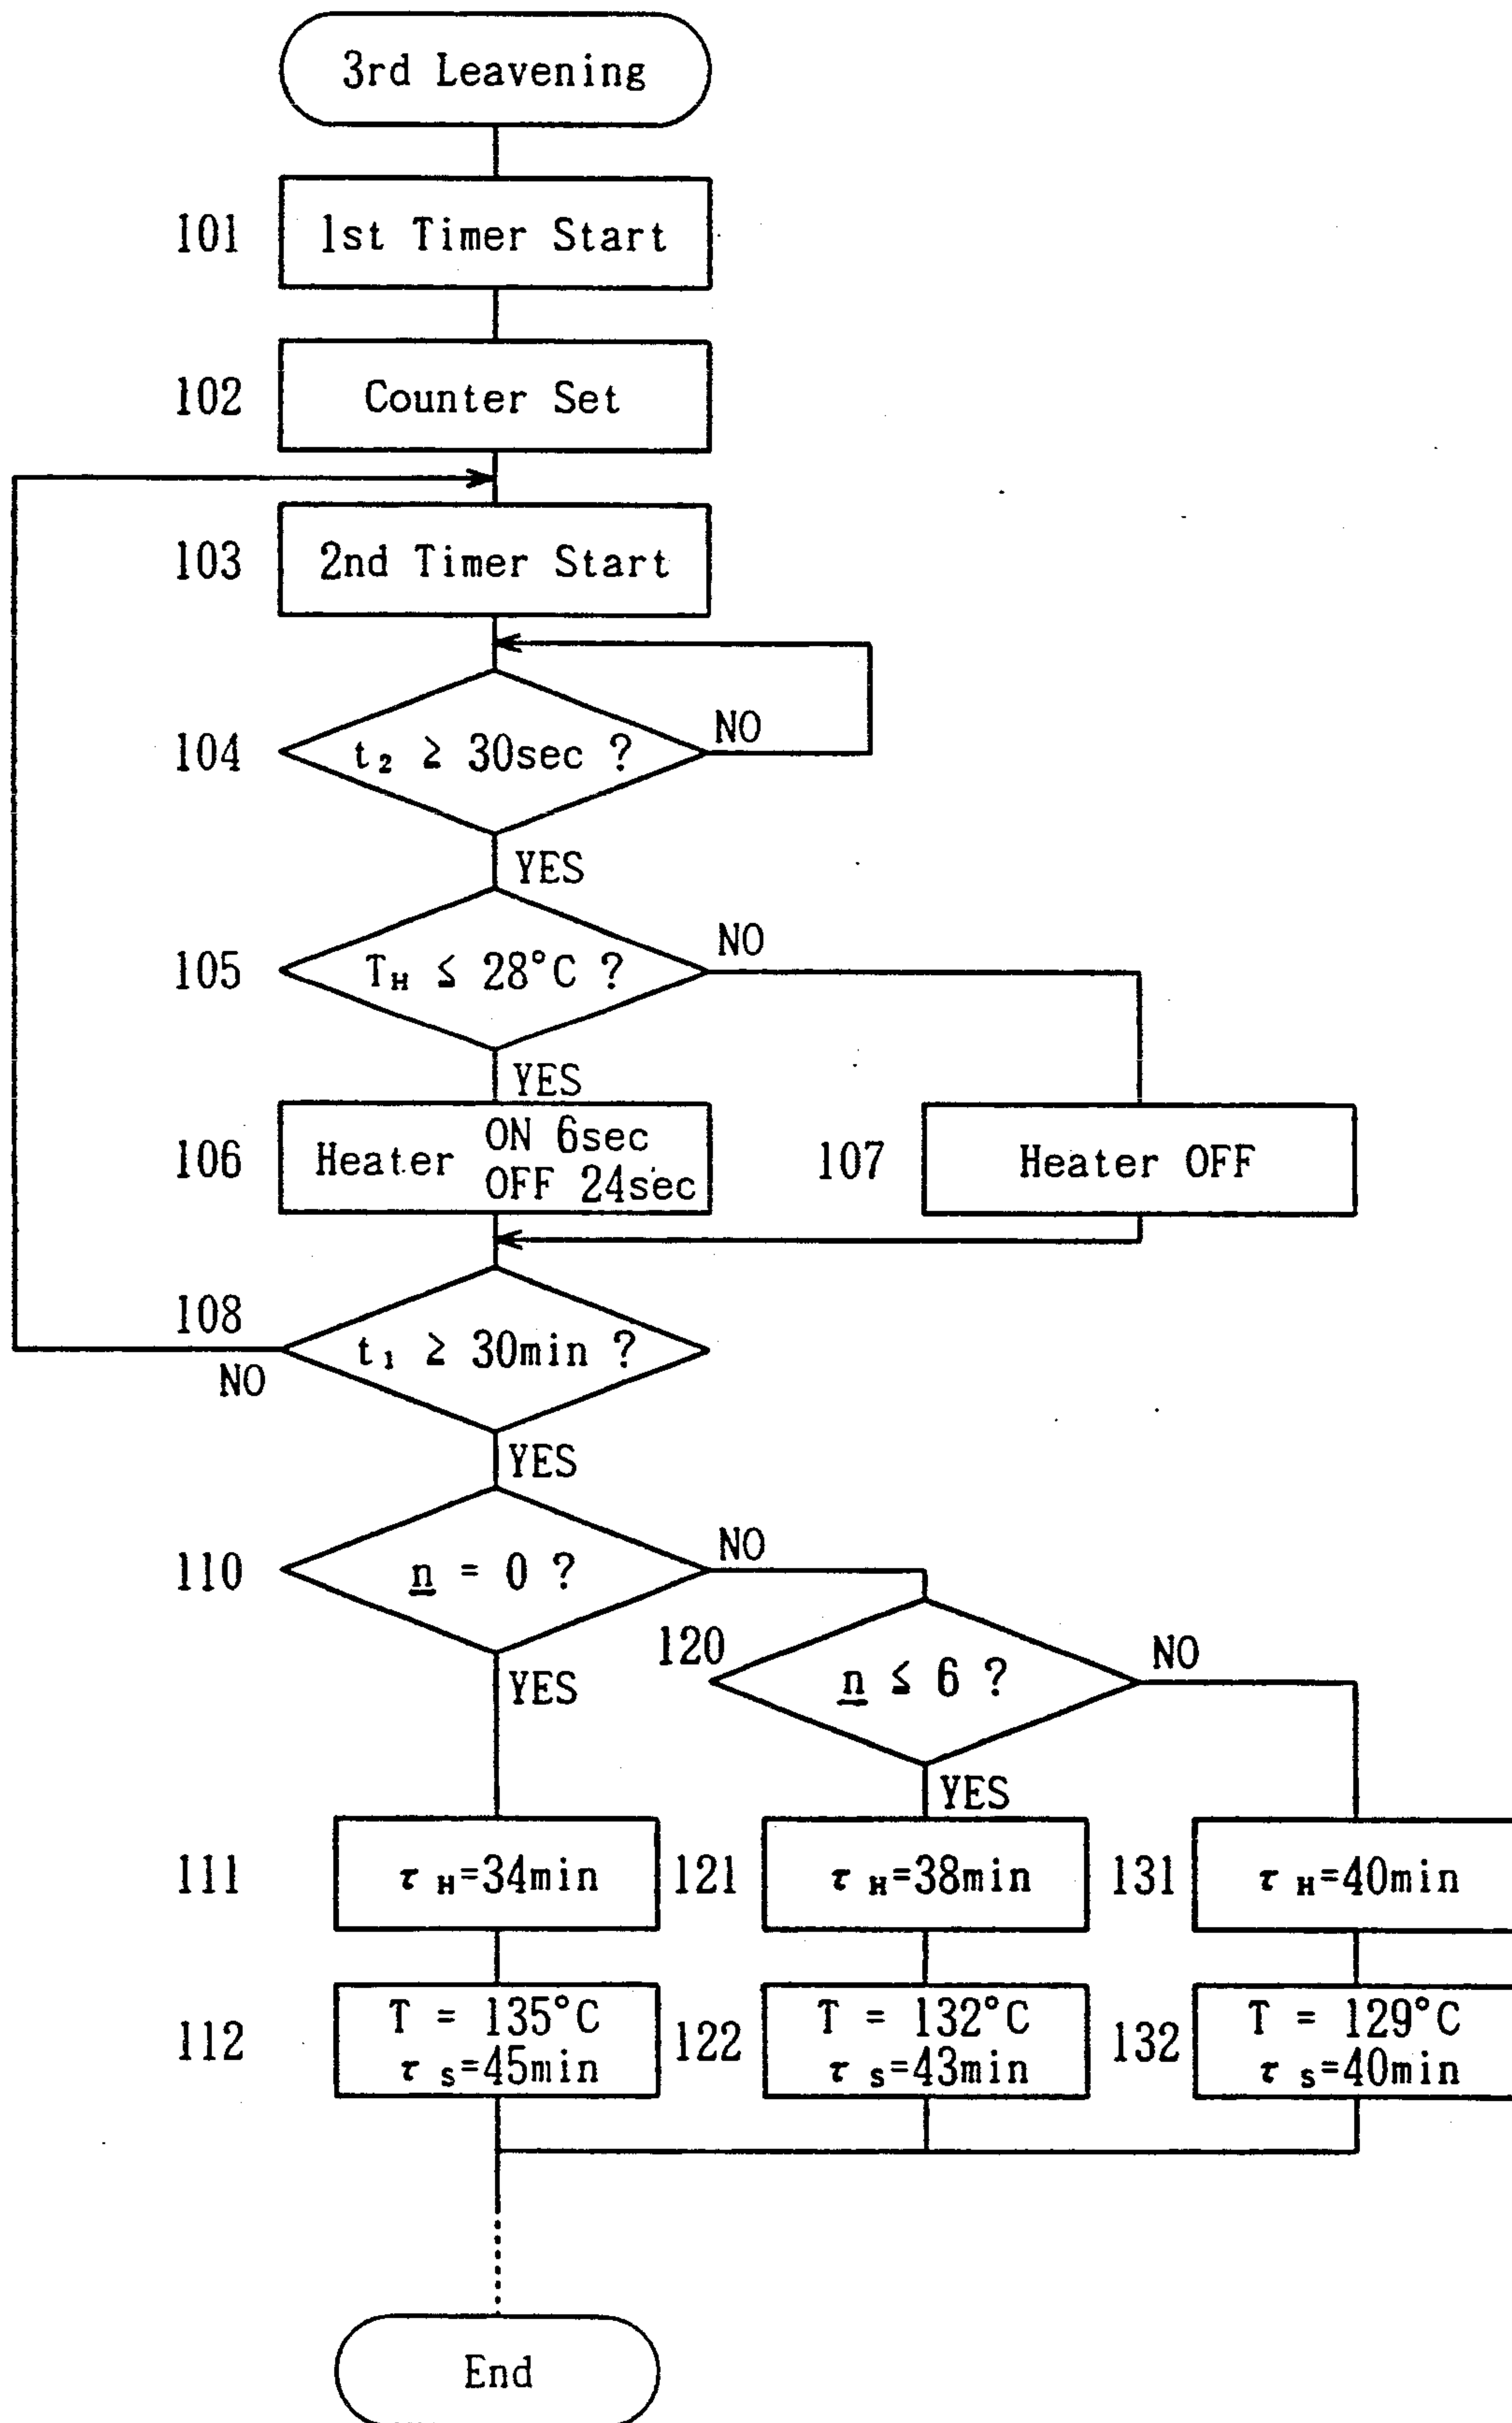 3rd Leavening
101
1st Timer Start
102
Counter Set
103
2nd Timer Start
104
t₂ ≥ 30sec ?
NO
YES
105
T_H ≤ 28°C ?
NO
YES
106
Heater
ON 6sec
OFF 24sec
107
Heater OFF
108
t₁ ≥ 30min ?
NO
YES
110
n = 0 ?
NO
YES
120
n ≤ 6 ?
NO
YES
111
τ_H=34min
121
τ_H=38min
131
τ_H=40min
112
T = 135°C
τ_S=45min
122
T = 132°C
τ_S=43min
132
T = 129°C
τ_S=40min
End